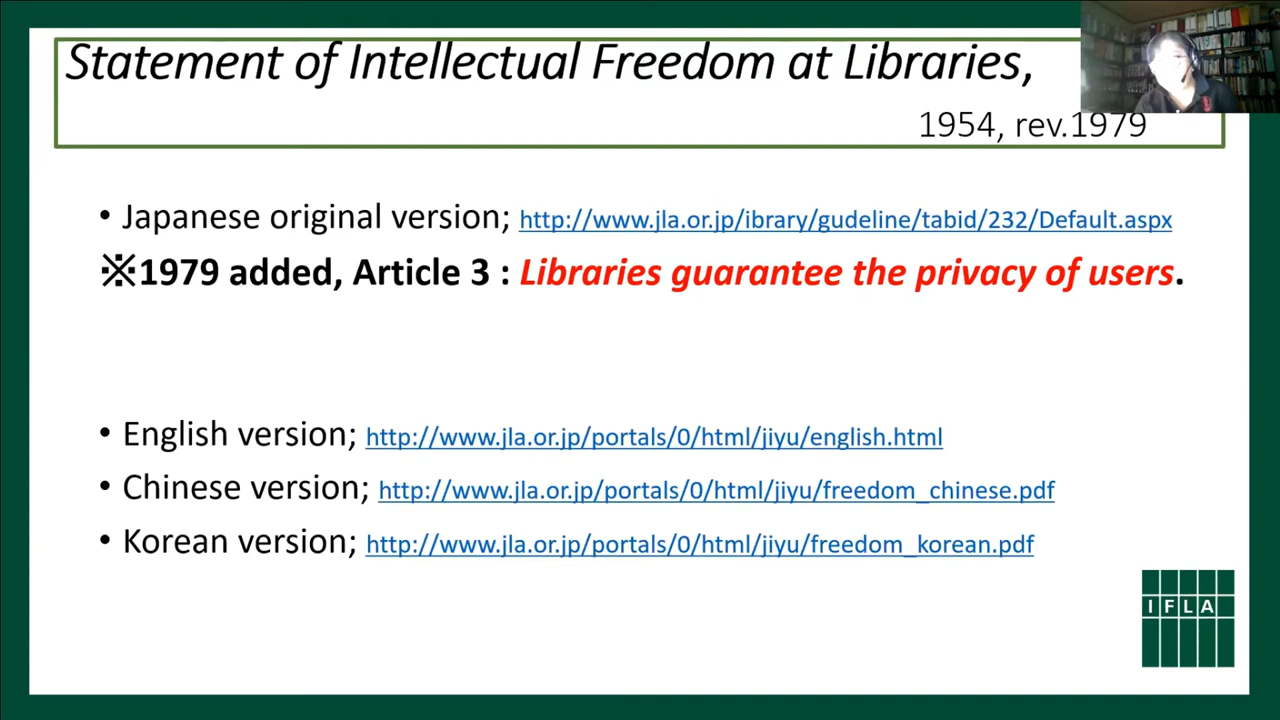 Statement of Intellectual Freedom at Libraries,
1954, rev.1979
• Japanese original version; http://www.jla.or.jp/ibrary/gudeline/tabid/232/Default.aspx
※1979 added, Article 3 : Libraries guarantee the privacy of users.
• English version; http://www.jla.or.jp/portals/0/html/jiyu/english.html
• Chinese version; http://www.jla.or.jp/portals/0/html/jiyu/freedom_chinese.pdf
• Korean version; http://www.jla.or.jp/portals/0/html/jiyu/freedom_korean.pdf
IFLA